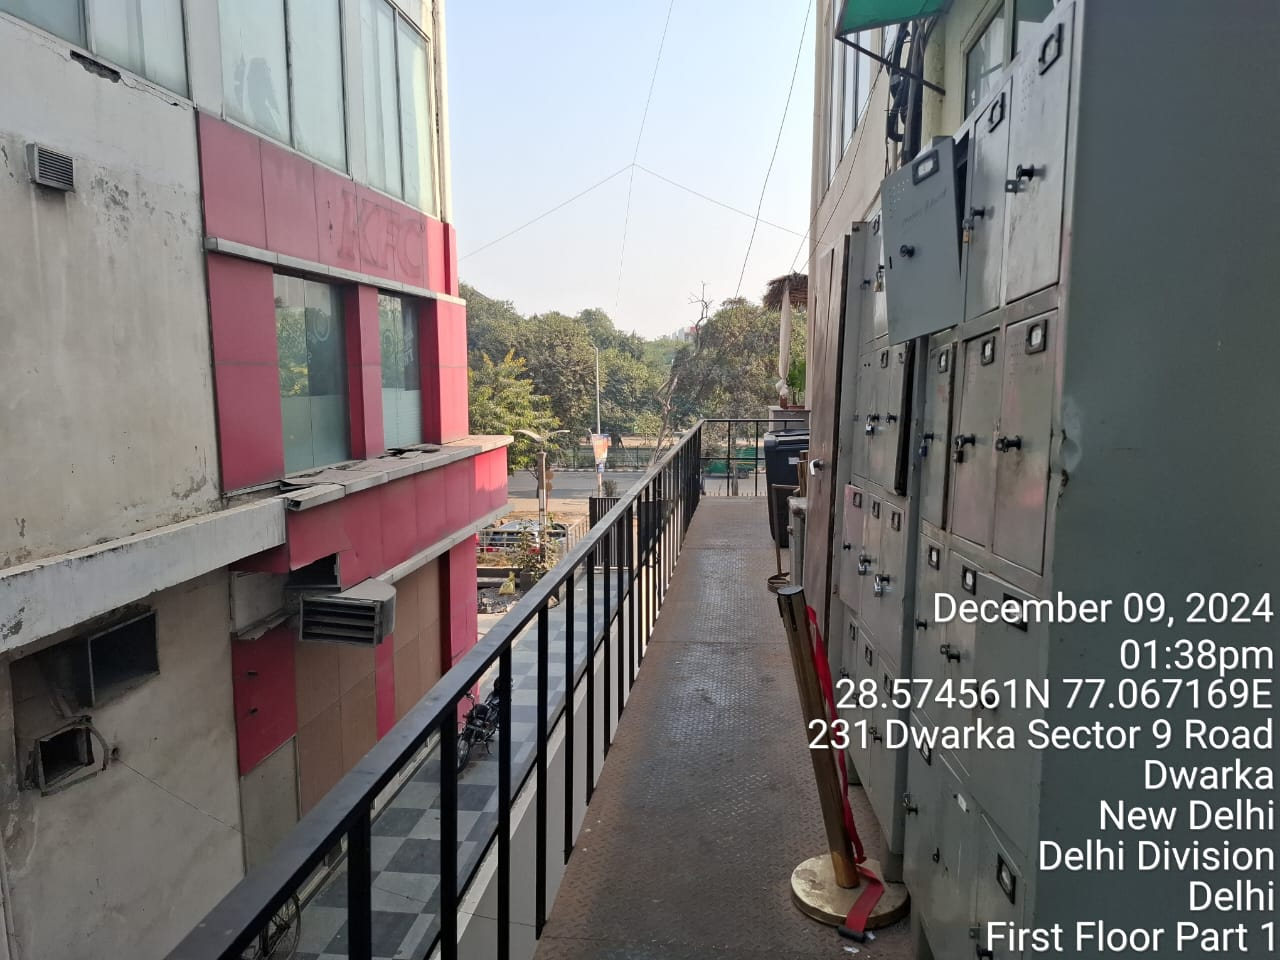 KFC
December 09, 2024
01:38pm
28.574561N 77.067169E
231 Dwarka Sector 9 Road
Dwarka
New Delhi
Delhi Division
Delhi
First Floor Part 1